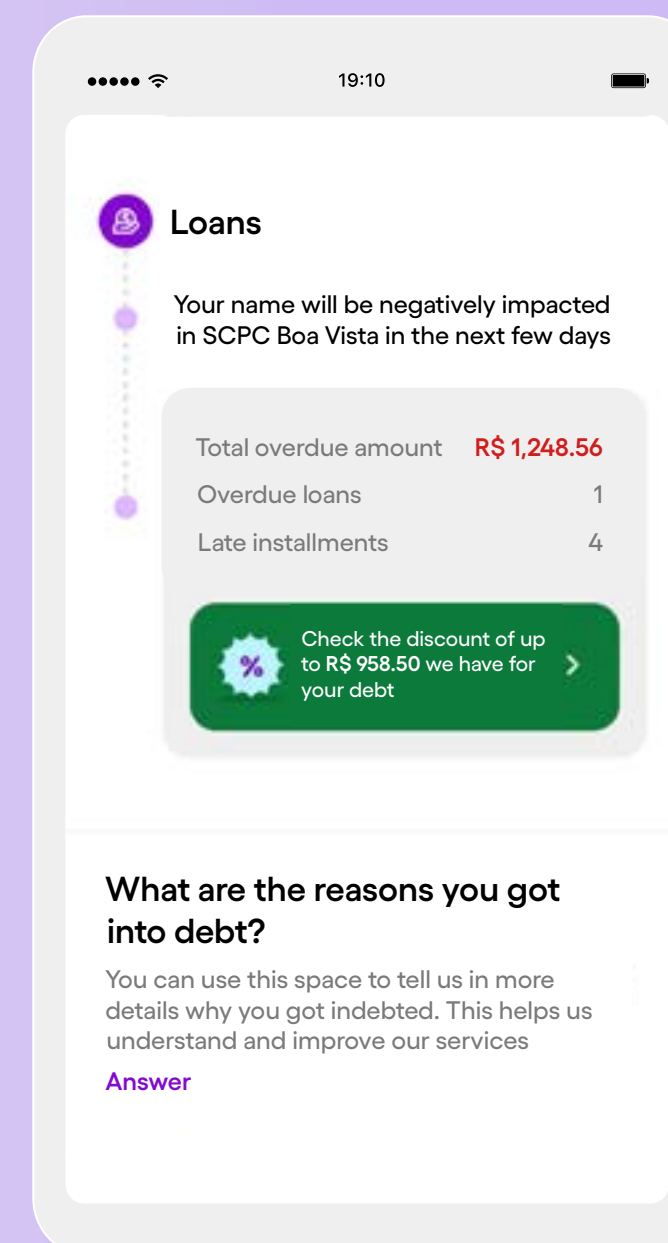 19:10
Loans
Your name will be negatively impacted
in SCPC Boa Vista in the next few days
Total overdue amount R$ 1,248.56
Overdue loans 1
Late installments 4
%
Check the discount of up
to R$ 958.50 we have for
your debt
What are the reasons you got
into debt?
You can use this space to tell us in more
details why you got indebted. This helps us
understand and improve our services
Answer